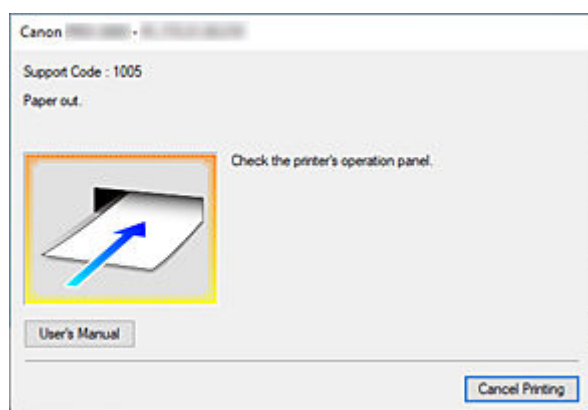 Canon -
Support Code : 1005
Paper out.
Check the printer's operation panel.
User's Manual
Cancel Printing